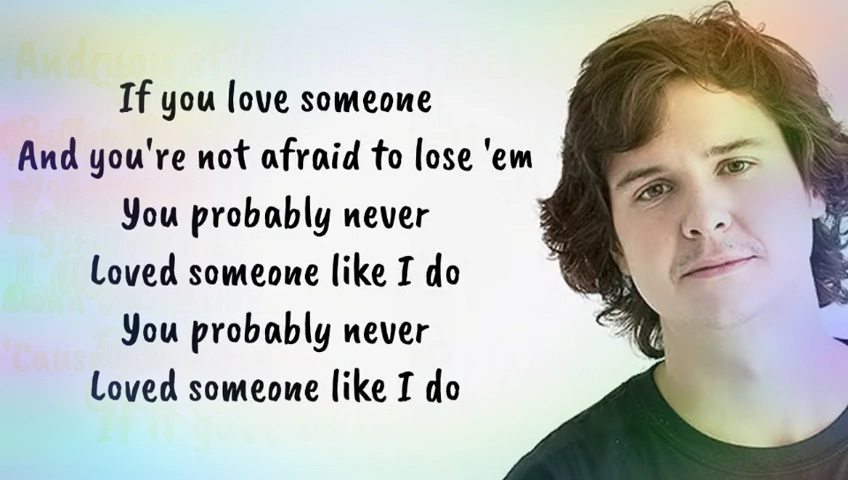 If you love someone
And you're not afraid to lose 'em
You probably never
Loved someone like I do
You probably never
Loved someone like I do